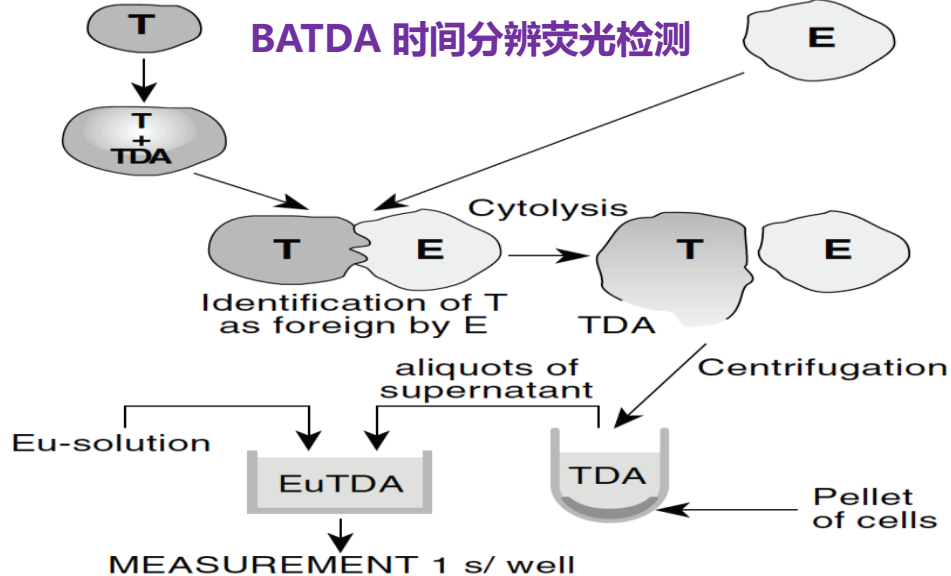 BATDA 时间分辨荧光检测
T
E
T
+
TDA
Cytolysis
T
E
T
E
Identification of T
as foreign by E
TDA
aliquots of
supernatant
Centrifugation
Eu-solution
EuTDA
TDA
Pellet
of cells
MEASUREMENT 1 s/ well